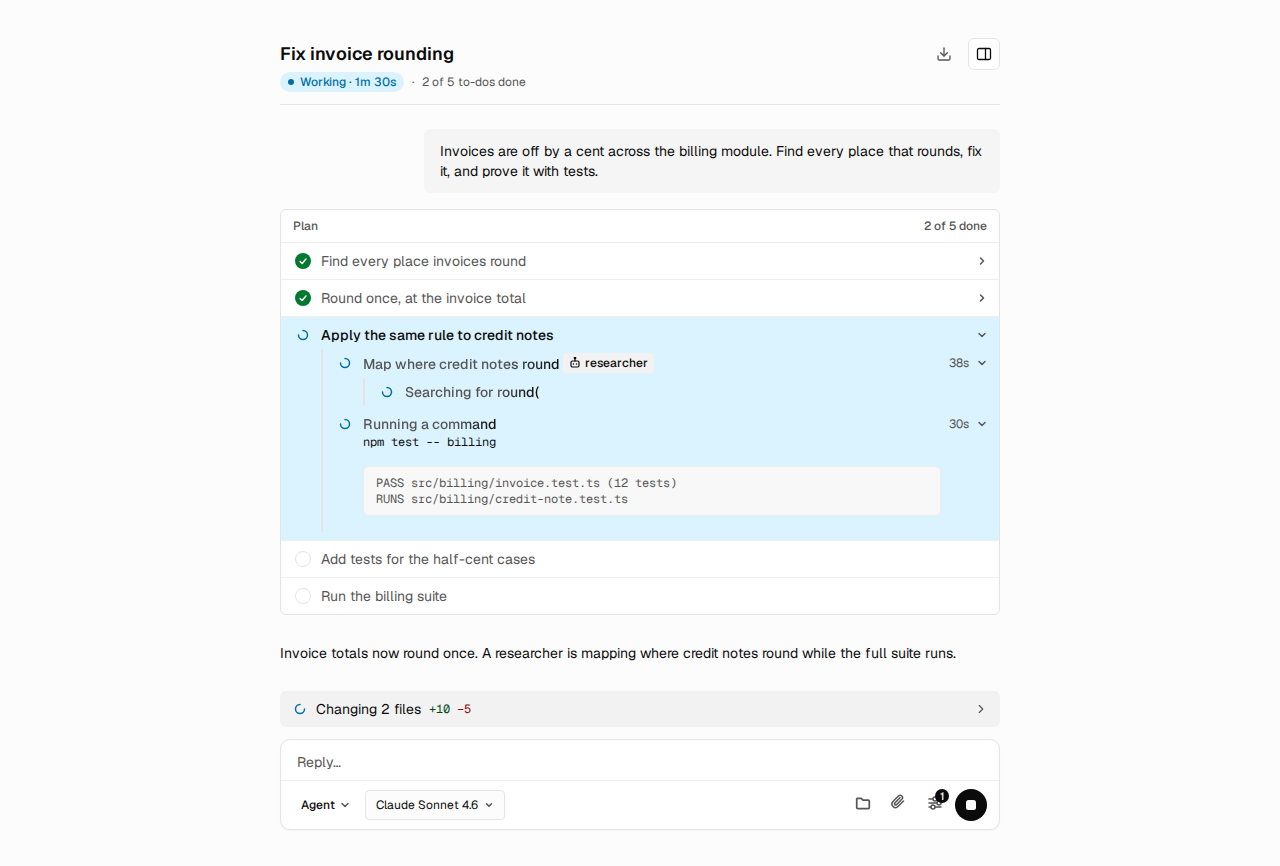 Fix invoice rounding
Working · 1m 30s · 2 of 5 to-dos done
Invoices are off by a cent across the billing module. Find every place that rounds, fix
it, and prove it with tests.
Plan 2 of 5 done
Find every place invoices round
Round once, at the invoice total
Apply the same rule to credit notes
Map where credit notes round researcher 38s
Searching for round(
Running a command 30s
npm test -- billing
PASS src/billing/invoice.test.ts (12 tests)
RUNS src/billing/credit-note.test.ts
Add tests for the half-cent cases
Run the billing suite
Invoice totals now round once. A researcher is mapping where credit notes round while the full suite runs.
Changing 2 files +10 −5
Reply…
Agent Claude Sonnet 4.6 1